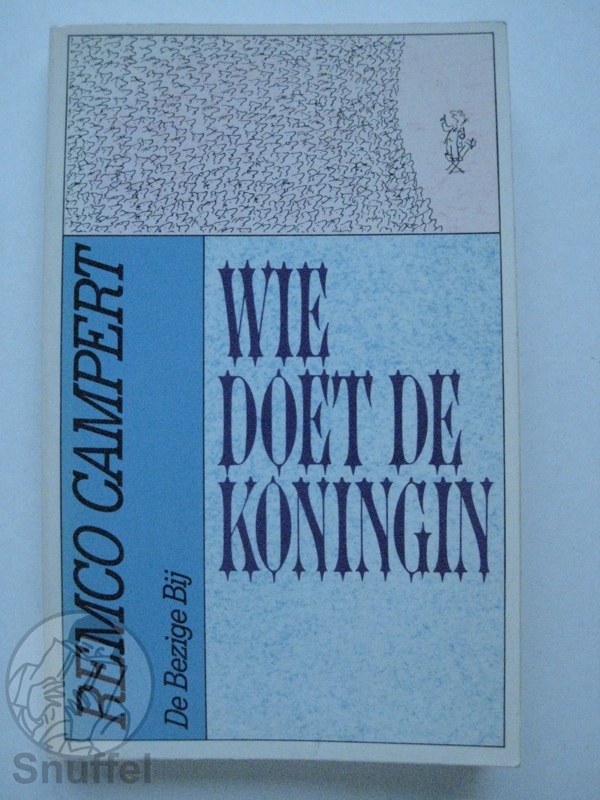 REMCO CAMPERT
De Bezige Bij
WIE
DOET DE
KONINGIN
Snuffel